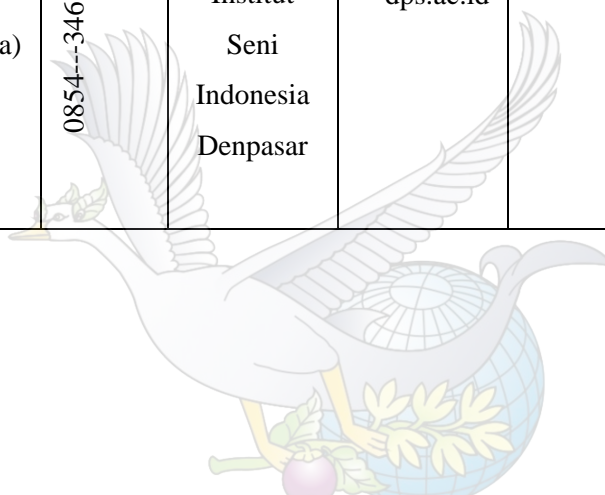 a)
0854---346
Institut
Seni
Indonesia
Denpasar
dps.ac.id